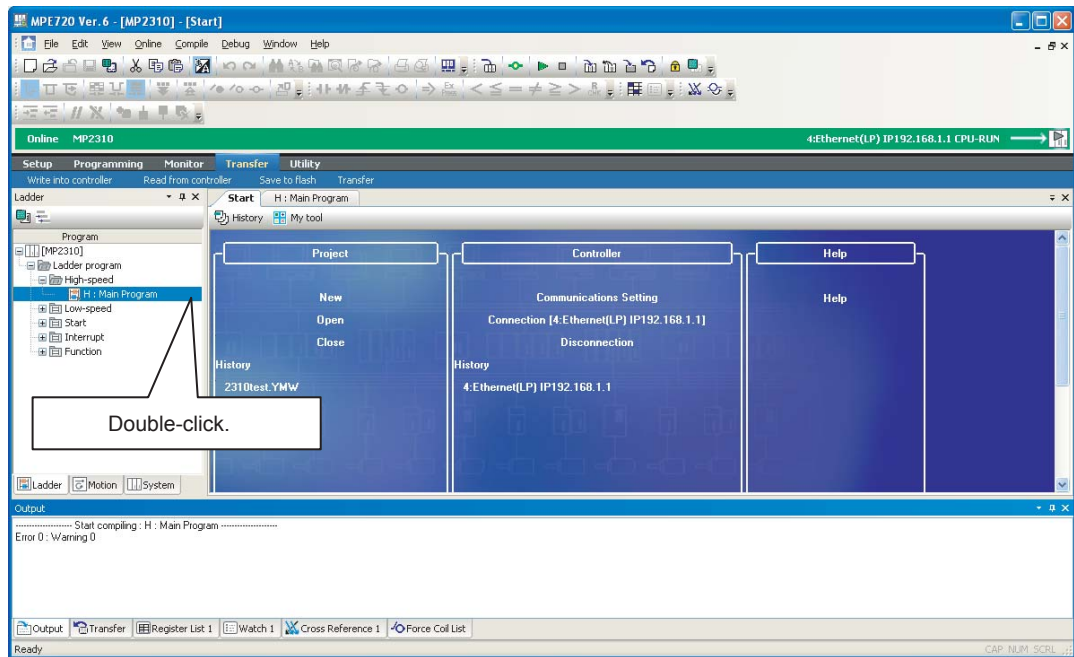 MPE720 Ver.6 - [MP2310] - [Start]
File Edit View Online Compile Debug Window Help
Online MP2310 4:Ethernet(LP) IP192.168.1.1 CPU-RUN
Setup Programming Monitor Transfer Utility
Write into controller Read from controller Save to flash Transfer
Ladder
Start H : Main Program
History My tool
Program
[MP2310]
Ladder program
High-speed
H : Main Program
Low-speed
Start
Interrupt
Function
Project Controller Help
New Communications Setting Help
Open Connection [4:Ethernet(LP) IP192.168.1.1]
Close Disconnection
History History
2310test.YMW 4:Ethernet(LP) IP192.168.1.1
Double-click.
Ladder Motion System
Output
-------------------- Start compiling : H : Main Program --------------------
Error 0 : Warning 0
Output Transfer Register List 1 Watch 1 Cross Reference 1 Force Coil List
Ready CAP NUM SCRL